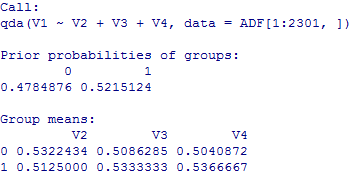 Call:
qda(V1 ~ V2 + V3 + V4, data = ADF[1:2301, ])
Prior probabilities of groups:
0 1
0.4784876 0.5215124
Group means:
V2 V3 V4
0 0.5322434 0.5086285 0.5040872
1 0.5125000 0.5333333 0.5366667